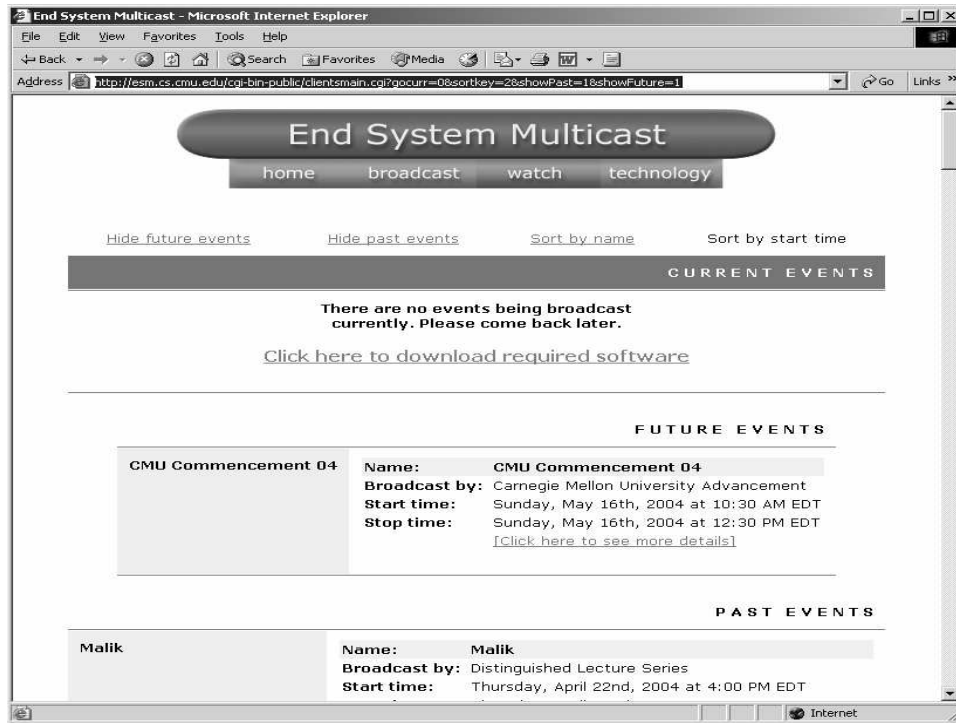 End System Multicast - Microsoft Internet Explorer
File Edit View Favorites Tools Help
Back Search Favorites Media
Address http://esm.cs.cmu.edu/cgi-bin-public/clientsmain.cgi?gocurr=0&sortkey=2&showPast=1&showFuture=1 Go Links »
End System Multicast
home broadcast watch technology
Hide future events Hide past events Sort by name Sort by start time
CURRENT EVENTS
There are no events being broadcast
currently. Please come back later.
Click here to download required software
FUTURE EVENTS
CMU Commencement 04 Name: CMU Commencement 04
Broadcast by: Carnegie Mellon University Advancement
Start time: Sunday, May 16th, 2004 at 10:30 AM EDT
Stop time: Sunday, May 16th, 2004 at 12:30 PM EDT
[Click here to see more details]
PAST EVENTS
Malik Name: Malik
Broadcast by: Distinguished Lecture Series
Start time: Thursday, April 22nd, 2004 at 4:00 PM EDT
Internet